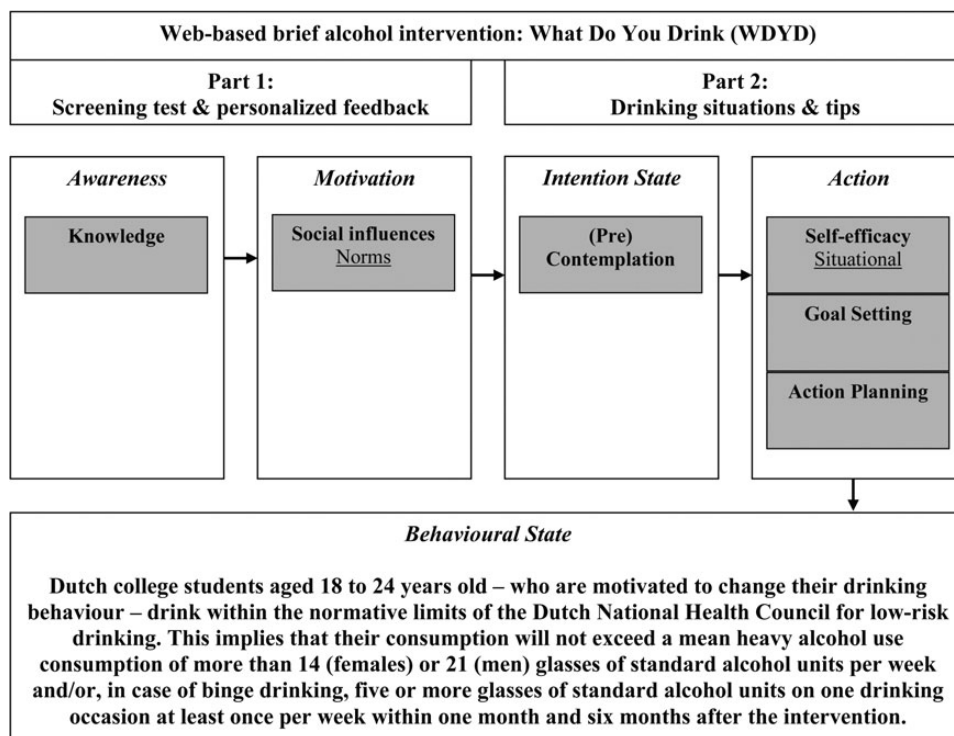 Web-based brief alcohol intervention: What Do You Drink (WDYD)
Part 1:
Screening test & personalized feedback
Part 2:
Drinking situations & tips
Awareness
Knowledge
Motivation
Social influences
Norms
Intention State
(Pre)
Contemplation
Action
Self-efficacy
Situational
Goal Setting
Action Planning
Behavioural State
Dutch college students aged 18 to 24 years old – who are motivated to change their drinking
behaviour – drink within the normative limits of the Dutch National Health Council for low-risk
drinking. This implies that their consumption will not exceed a mean heavy alcohol use
consumption of more than 14 (females) or 21 (men) glasses of standard alcohol units per week
and/or, in case of binge drinking, five or more glasses of standard alcohol units on one drinking
occasion at least once per week within one month and six months after the intervention.